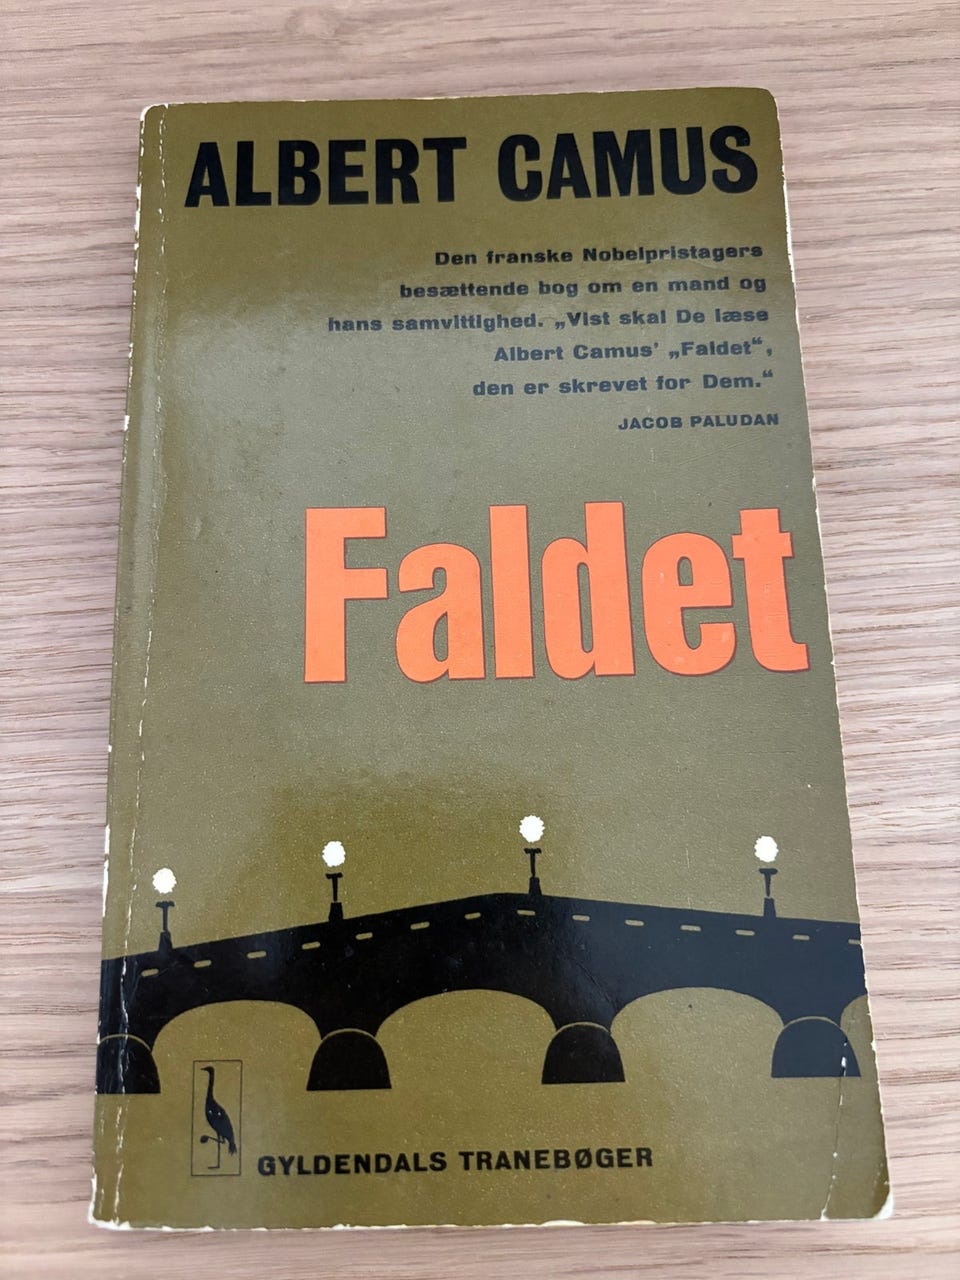 ALBERT CAMUS
Den franske Nobelpristagers
besættende bog om en mand og
hans samvittighed. „Vist skal De læse
Albert Camus' „Faldet“,
den er skrevet for Dem.“
JACOB PALUDAN
Faldet
GYLDENDALS TRANEBØGER